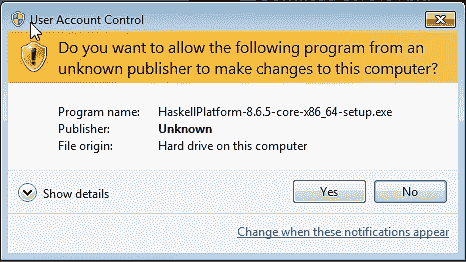 User Account Control
Do you want to allow the following program from an
unknown publisher to make changes to this computer?
Program name: HaskellPlatform-8.6.5-core-x86_64-setup.exe
Publisher: Unknown
File origin: Hard drive on this computer
Show details
Yes
No
Change when these notifications appear